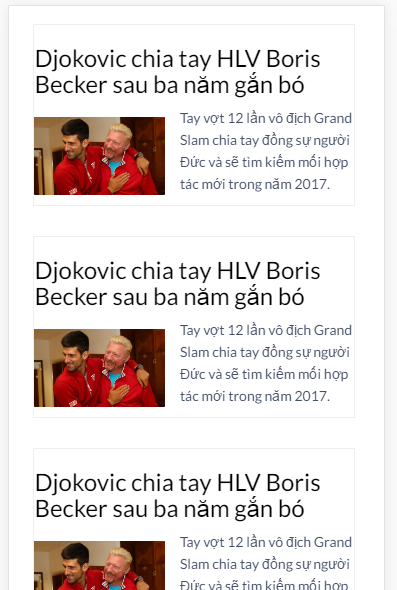 Djokovic chia tay HLV Boris
Becker sau ba năm gắn bó
Tay vợt 12 lần vô địch Grand
Slam chia tay đồng sự người
Đức và sẽ tìm kiếm mối hợp
tác mới trong năm 2017.
Djokovic chia tay HLV Boris
Becker sau ba năm gắn bó
Tay vợt 12 lần vô địch Grand
Slam chia tay đồng sự người
Đức và sẽ tìm kiếm mối hợp
tác mới trong năm 2017.
Djokovic chia tay HLV Boris
Becker sau ba năm gắn bó
Tay vợt 12 lần vô địch Grand
Slam chia tay đồng sự người
Đức và sẽ tìm kiếm mối hợp